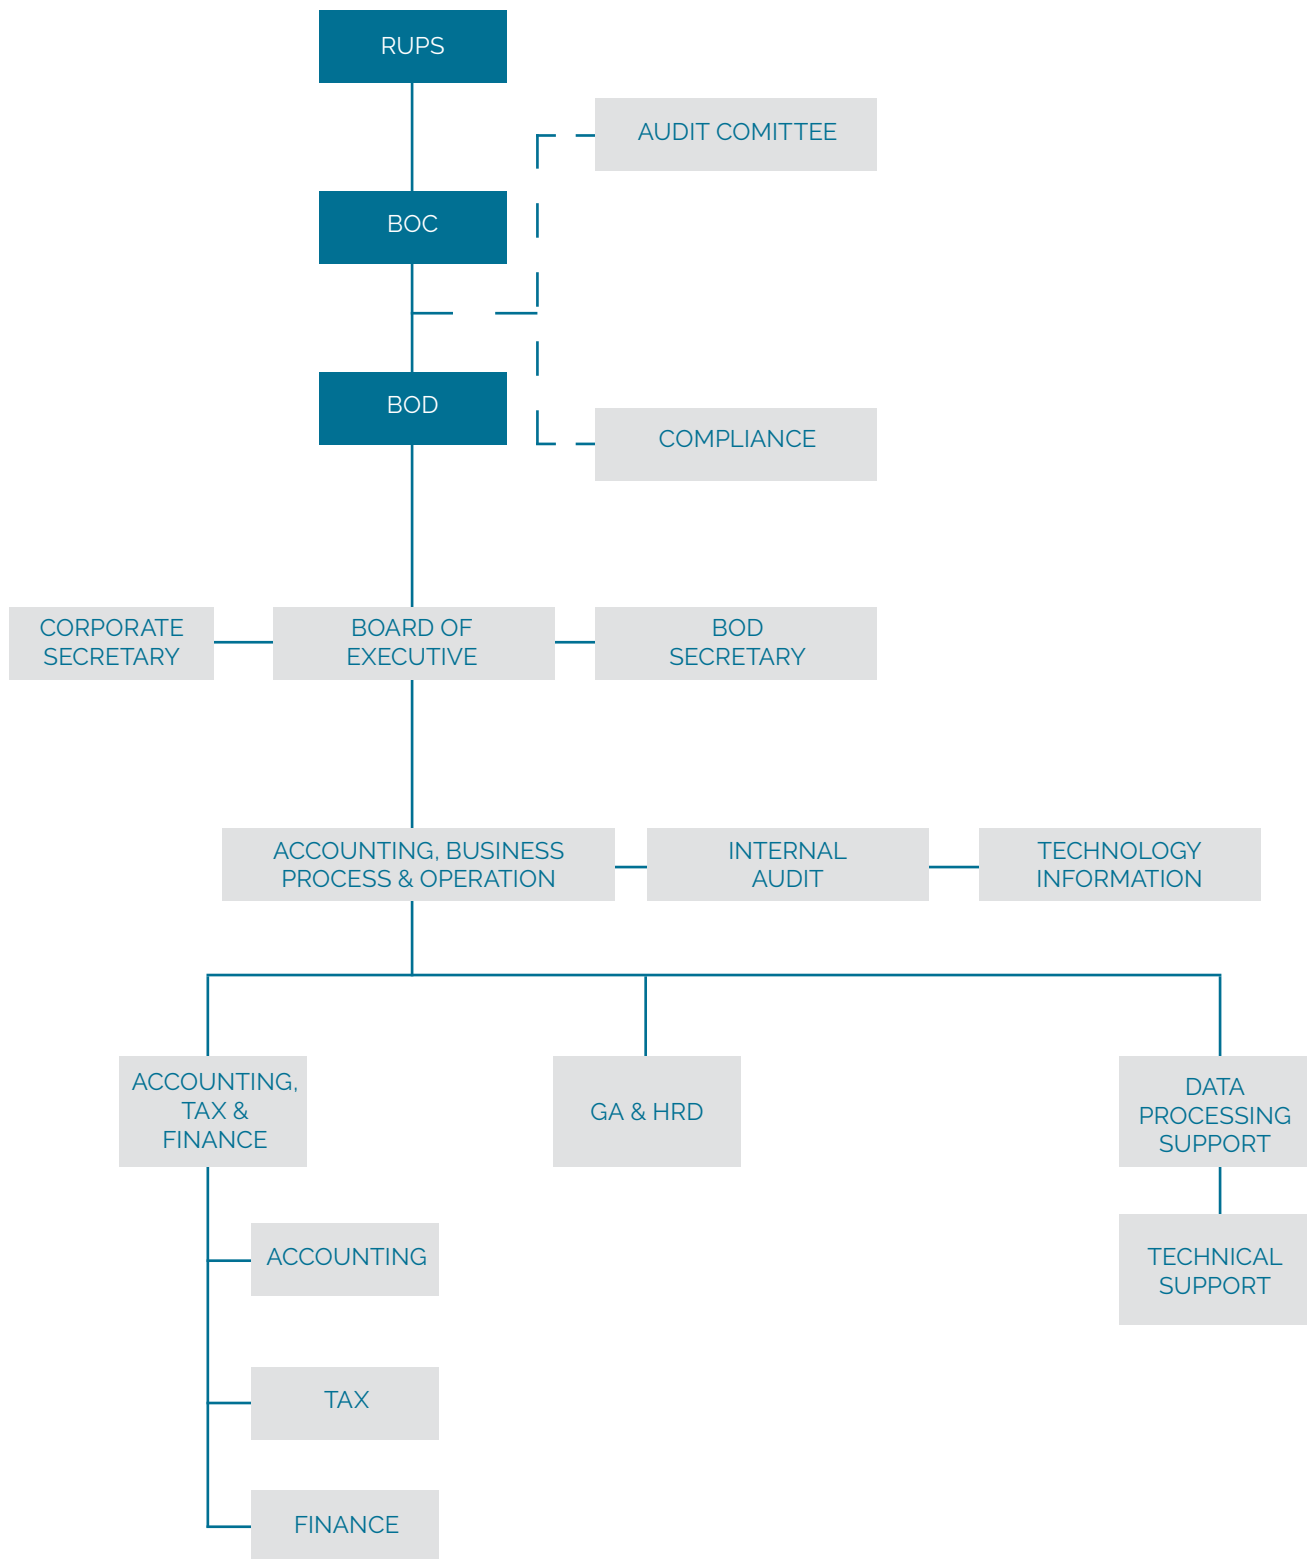 RUPS
AUDIT COMITTEE
BOC
BOD
COMPLIANCE
CORPORATE
SECRETARY
BOARD OF
EXECUTIVE
BOD
SECRETARY
ACCOUNTING, BUSINESS
PROCESS & OPERATION
INTERNAL
AUDIT
TECHNOLOGY
INFORMATION
ACCOUNTING,
TAX &
FINANCE
GA & HRD
DATA
PROCESSING
SUPPORT
ACCOUNTING
TECHNICAL
SUPPORT
TAX
FINANCE